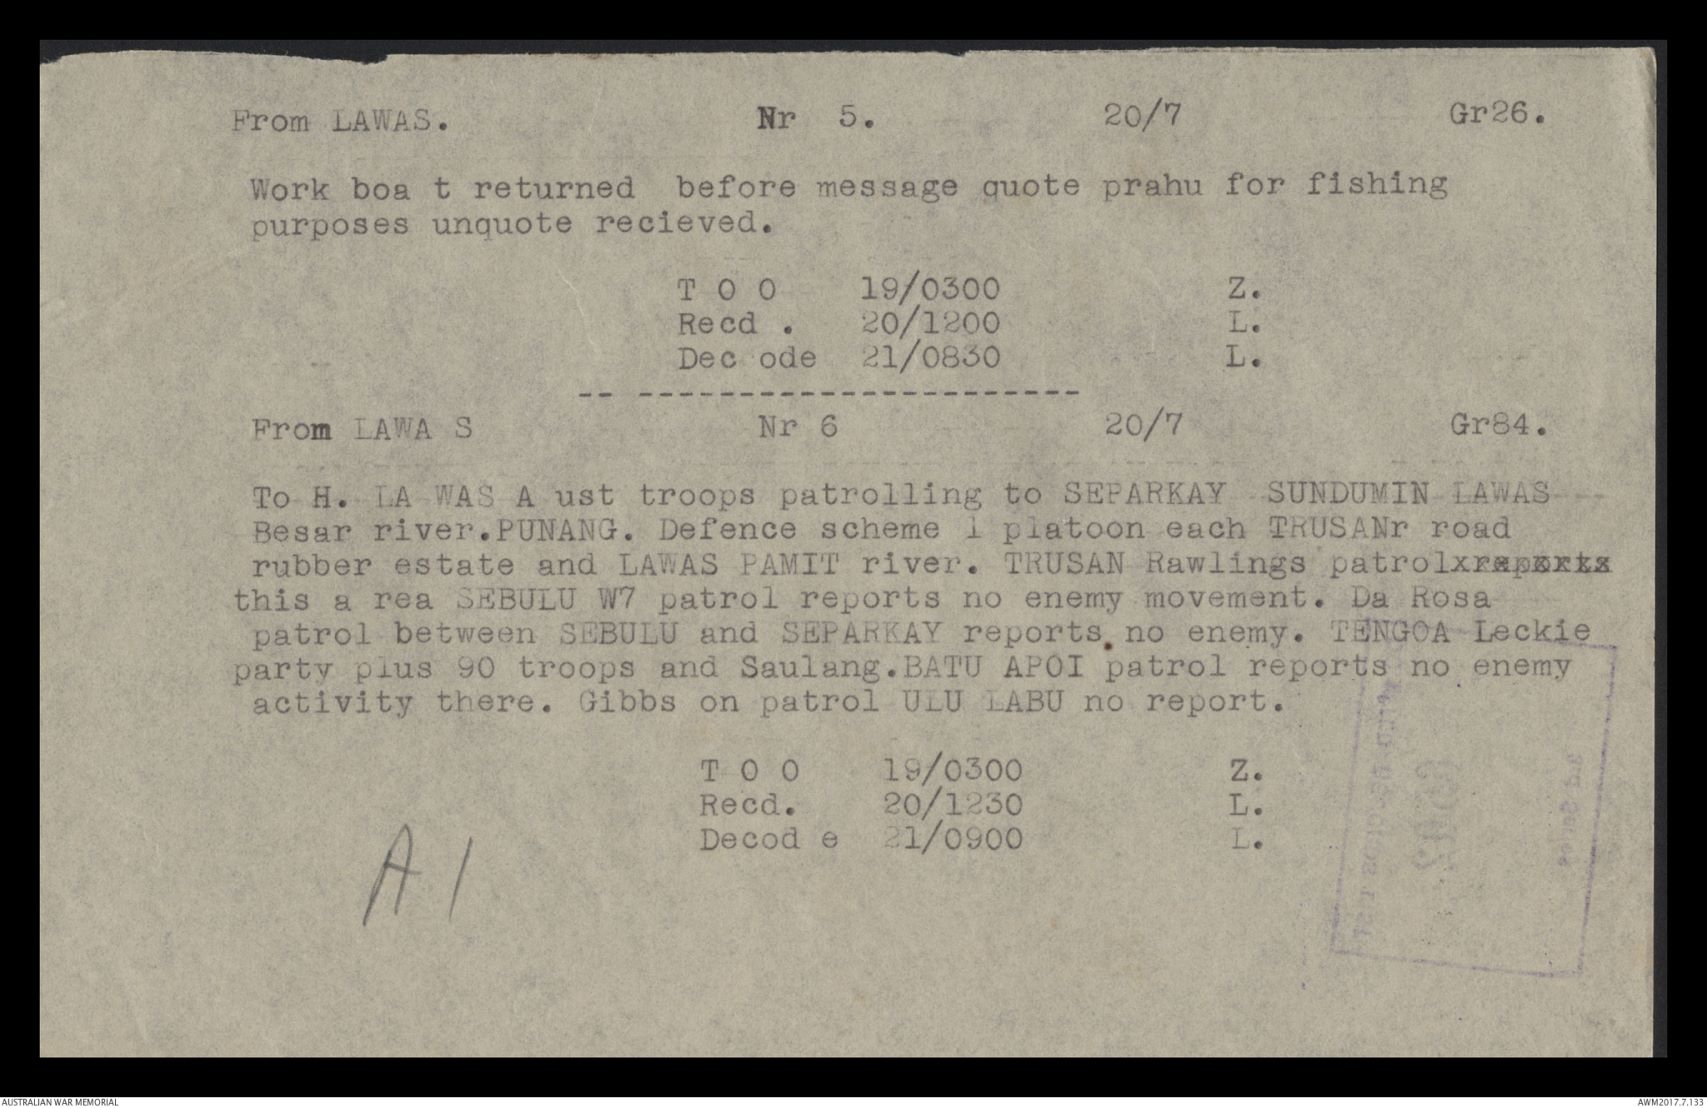 From LAWAS. Nr 5. 20/7 Gr26.
Work boa t returned before message quote prahu for fishing
purposes unquote recieved.
T O O 19/0300 Z.
Recd . 20/1200 L.
Dec ode 21/0830 L.
-- ----------------------
From LAWA S Nr 6 20/7 Gr84.
To H. LA WAS A ust troops patrolling to SEPARKAY SUNDUMIN LAWAS
Besar river.PUNANG. Defence scheme 1 platoon each TRUSANr road
rubber estate and LAWAS PAMIT river. TRUSAN Rawlings patrolxreports
this a rea SEBULU W7 patrol reports no enemy movement. Da Rosa
patrol between SEBULU and SEPARKAY reports no enemy. TENGOA Leckie
party plus 90 troops and Saulang.BATU APOI patrol reports no enemy
activity there. Gibbs on patrol ULU LABU no report.
T O O 19/0300 Z.
Recd. 20/1230 L.
Decod e 21/0900 L.
A 1
AUSTRALIAN WAR MEMORIAL AWM2017.7.133